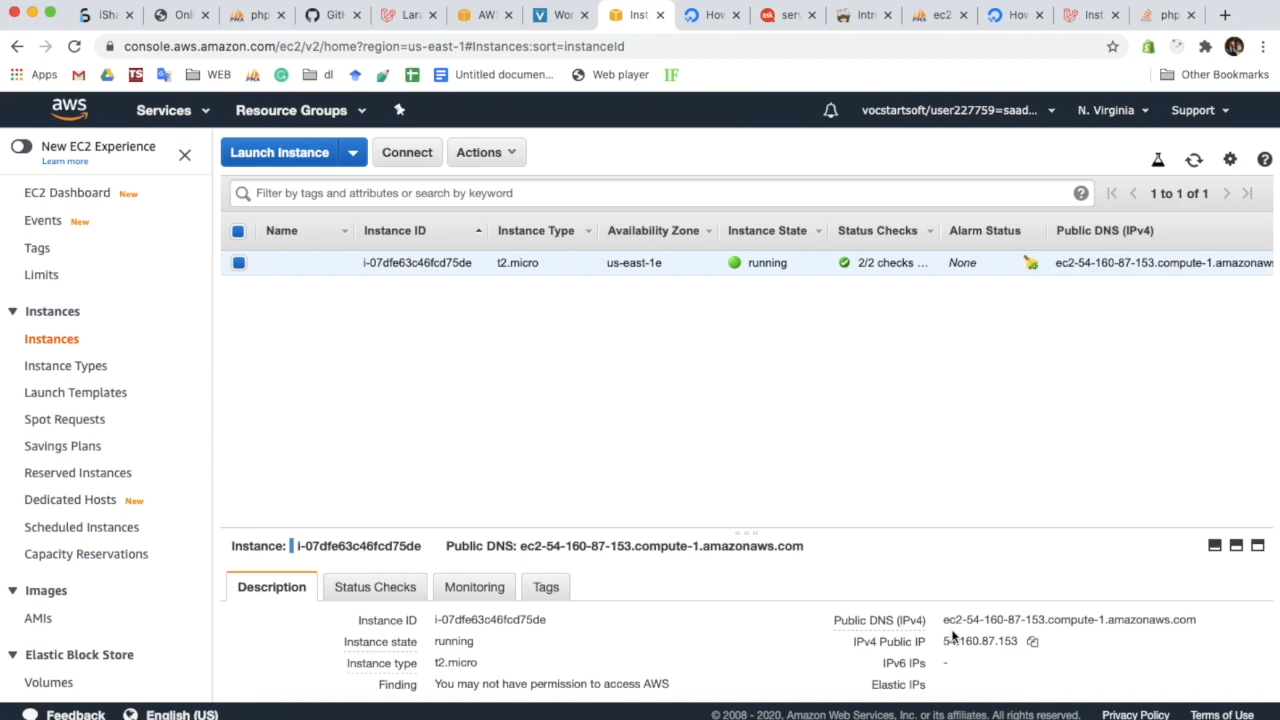 iSha Onli php GitH Lara AWS Wor Inst How serv Intro ec2 How Inst php
console.aws.amazon.com/ec2/v2/home?region=us-east-1#Instances:sort=instanceId
Apps TS WEB dl Untitled documen... Web player IF Other Bookmarks
aws Services Resource Groups vocstartsoft/user227759=saad... N. Virginia Support
New EC2 Experience
Learn more
Launch Instance Connect Actions
EC2 Dashboard New
Events New
Tags
Limits
Instances
Instances
Instance Types
Launch Templates
Spot Requests
Savings Plans
Reserved Instances
Dedicated Hosts New
Scheduled Instances
Capacity Reservations
Images
AMIs
Elastic Block Store
Volumes
Filter by tags and attributes or search by keyword 1 to 1 of 1
Name Instance ID Instance Type Availability Zone Instance State Status Checks Alarm Status Public DNS (IPv4)
i-07dfe63c46fcd75de t2.micro us-east-1e running 2/2 checks ... None ec2-54-160-87-153.compute-1.amazonaws
Instance: i-07dfe63c46fcd75de Public DNS: ec2-54-160-87-153.compute-1.amazonaws.com
Description Status Checks Monitoring Tags
Instance ID i-07dfe63c46fcd75de Public DNS (IPv4) ec2-54-160-87-153.compute-1.amazonaws.com
Instance state running IPv4 Public IP 54.160.87.153
Instance type t2.micro IPv6 IPs -
Finding You may not have permission to access AWS Elastic IPs
Feedback English (US) © 2008 - 2020, Amazon Web Services, Inc. or its affiliates. All rights reserved. Privacy Policy Terms of Use